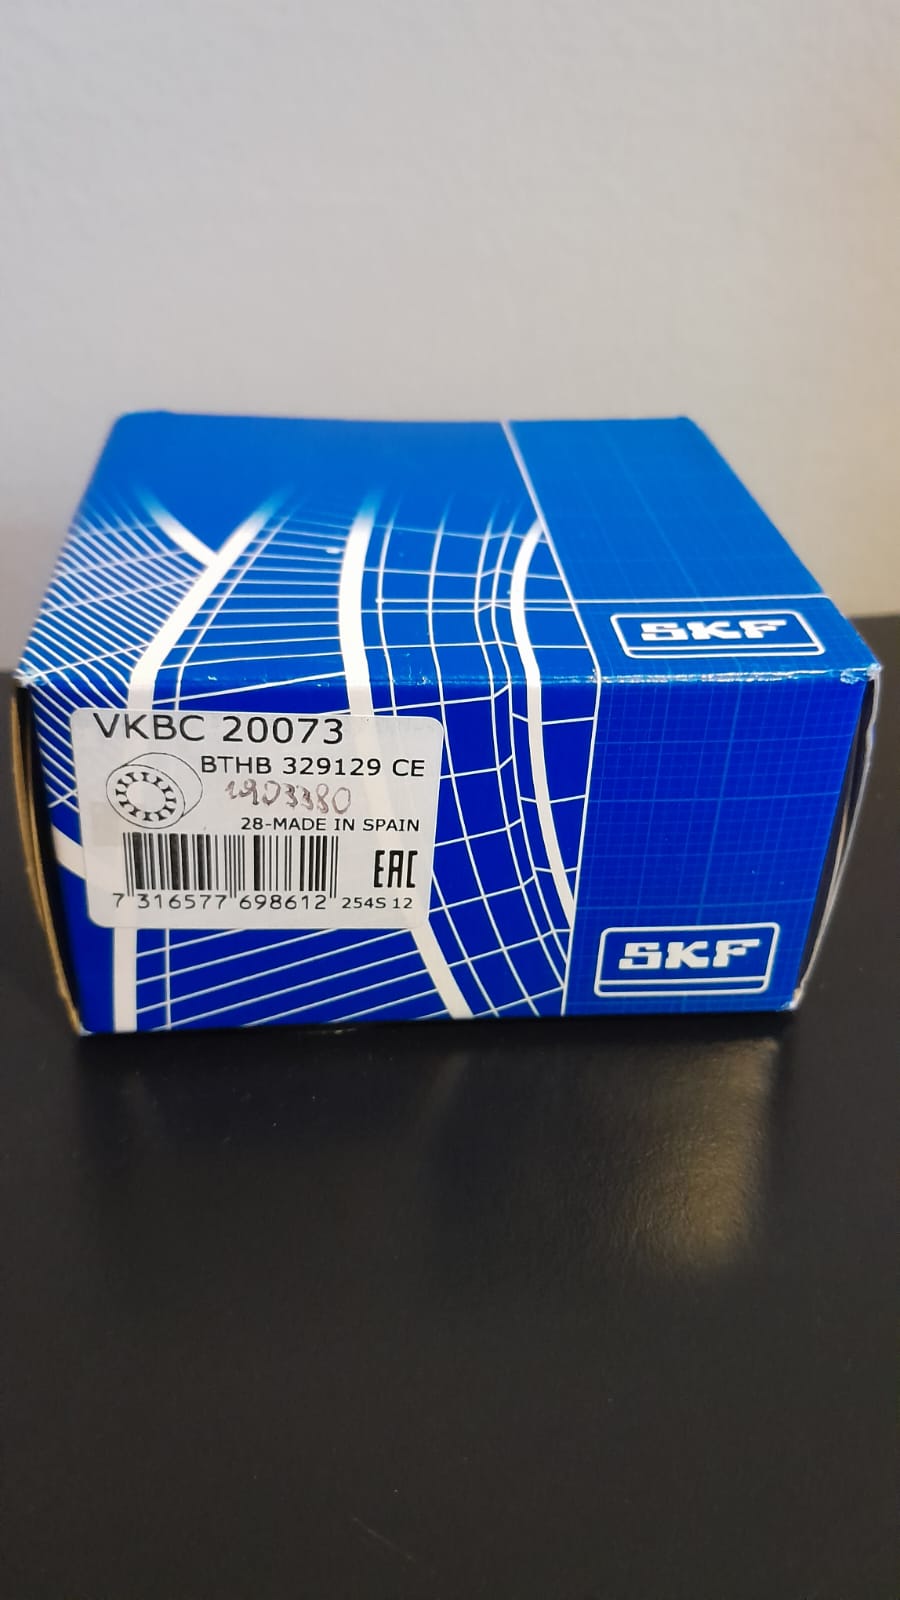 SKF
VKBC 20073
BTHB 329129 CE
1903380
28-MADE IN SPAIN
EAC
7 316577 698612 254S 12
SKF